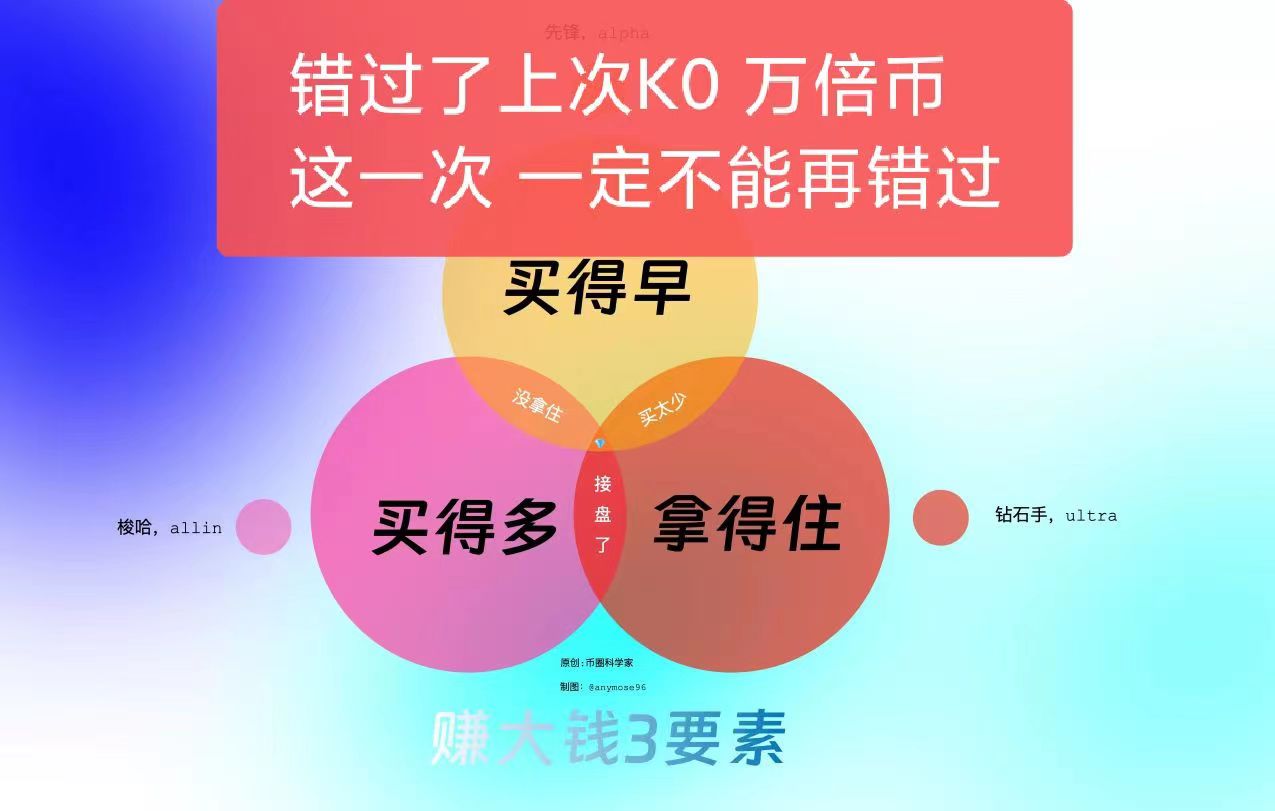 先锋，alpha
错过了上次K0 万倍币
这一次 一定不能再错过
买得早
没拿住
买太少
买得多
接盘了
拿得住
梭哈，allin
钻石手，ultra
原创:币圈科学家
制图：@anymose96
赚大钱3要素